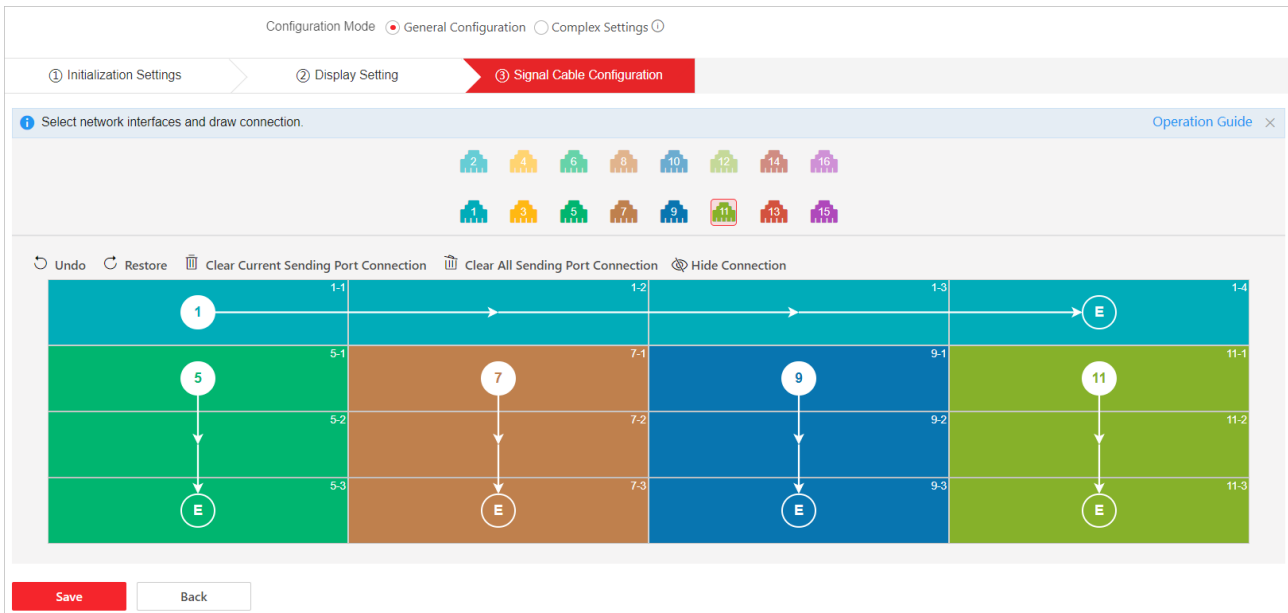 Configuration Mode General Configuration Complex Settings
① Initialization Settings ② Display Setting ③ Signal Cable Configuration
Select network interfaces and draw connection. Operation Guide
2 4 6 8 10 12 14 16
1 3 5 7 9 11 13 15
Undo Restore Clear Current Sending Port Connection Clear All Sending Port Connection Hide Connection
1-1 1-2 1-3 1-4
1 E
5-1 7-1 9-1 11-1
5 7 9 11
5-2 7-2 9-2 11-2
5-3 7-3 9-3 11-3
E E E E
Save Back